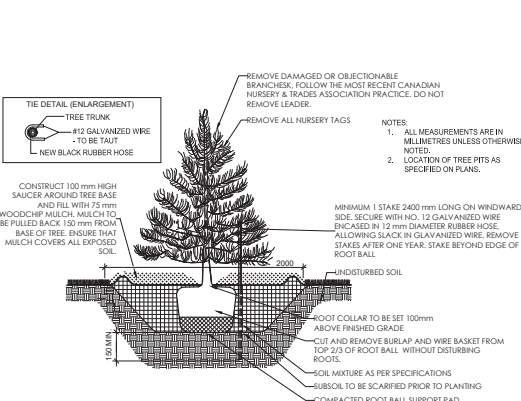 REMOVE DAMAGED OR OBJECTIONABLE
BRANCHESK, FOLLOW THE MOST RECENT CANADIAN
NURSERY & TRADES ASSOCIATION PRACTICE. DO NOT
REMOVE LEADER.
REMOVE ALL NURSERY TAGS
TIE DETAIL (ENLARGEMENT)
TREE TRUNK
#12 GALVANIZED WIRE
- TO BE TAUT
NEW BLACK RUBBER HOSE
NOTES:
1. ALL MEASUREMENTS ARE IN
MILLIMETRES UNLESS OTHERWISE
NOTED.
2. LOCATION OF TREE PITS AS
SPECIFIED ON PLANS.
CONSTRUCT 100 mm HIGH
SAUCER AROUND TREE BASE
AND FILL WITH 75 mm
WOODCHIP MULCH. MULCH TO
BE PULLED BACK 150 mm FROM
BASE OF TREE. ENSURE THAT
MULCH COVERS ALL EXPOSED
SOIL.
MINIMUM 1 STAKE 2400 mm LONG ON WINDWARD
SIDE. SECURE WITH NO. 12 GALVANIZED WIRE
ENCASED IN 12 mm DIAMETER RUBBER HOSE,
ALLOWING SLACK IN GLAVANIZED WIRE. REMOVE
STAKES AFTER ONE YEAR. STAKE BEYOND EDGE OF
ROOT BALL
2000
UNDISTURBED SOIL
ROOT COLLAR TO BE SET 100mm
ABOVE FINISHED GRADE
CUT AND REMOVE BURLAP AND WIRE BASKET FROM
TOP 2/3 OF ROOT BALL WITHOUT DISTURBING
ROOTS.
150 MIN.
SOIL MIXTURE AS PER SPECIFICATIONS
SUBSOIL TO BE SCARIFIED PRIOR TO PLANTING
COMPACTED ROOT BALL SUPPORT PAD